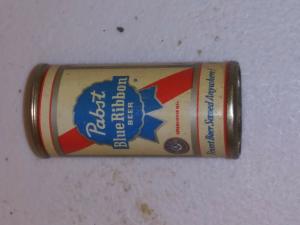 Pabst
Blue Ribbon
BEER
Finest Beer Served Anywhere!